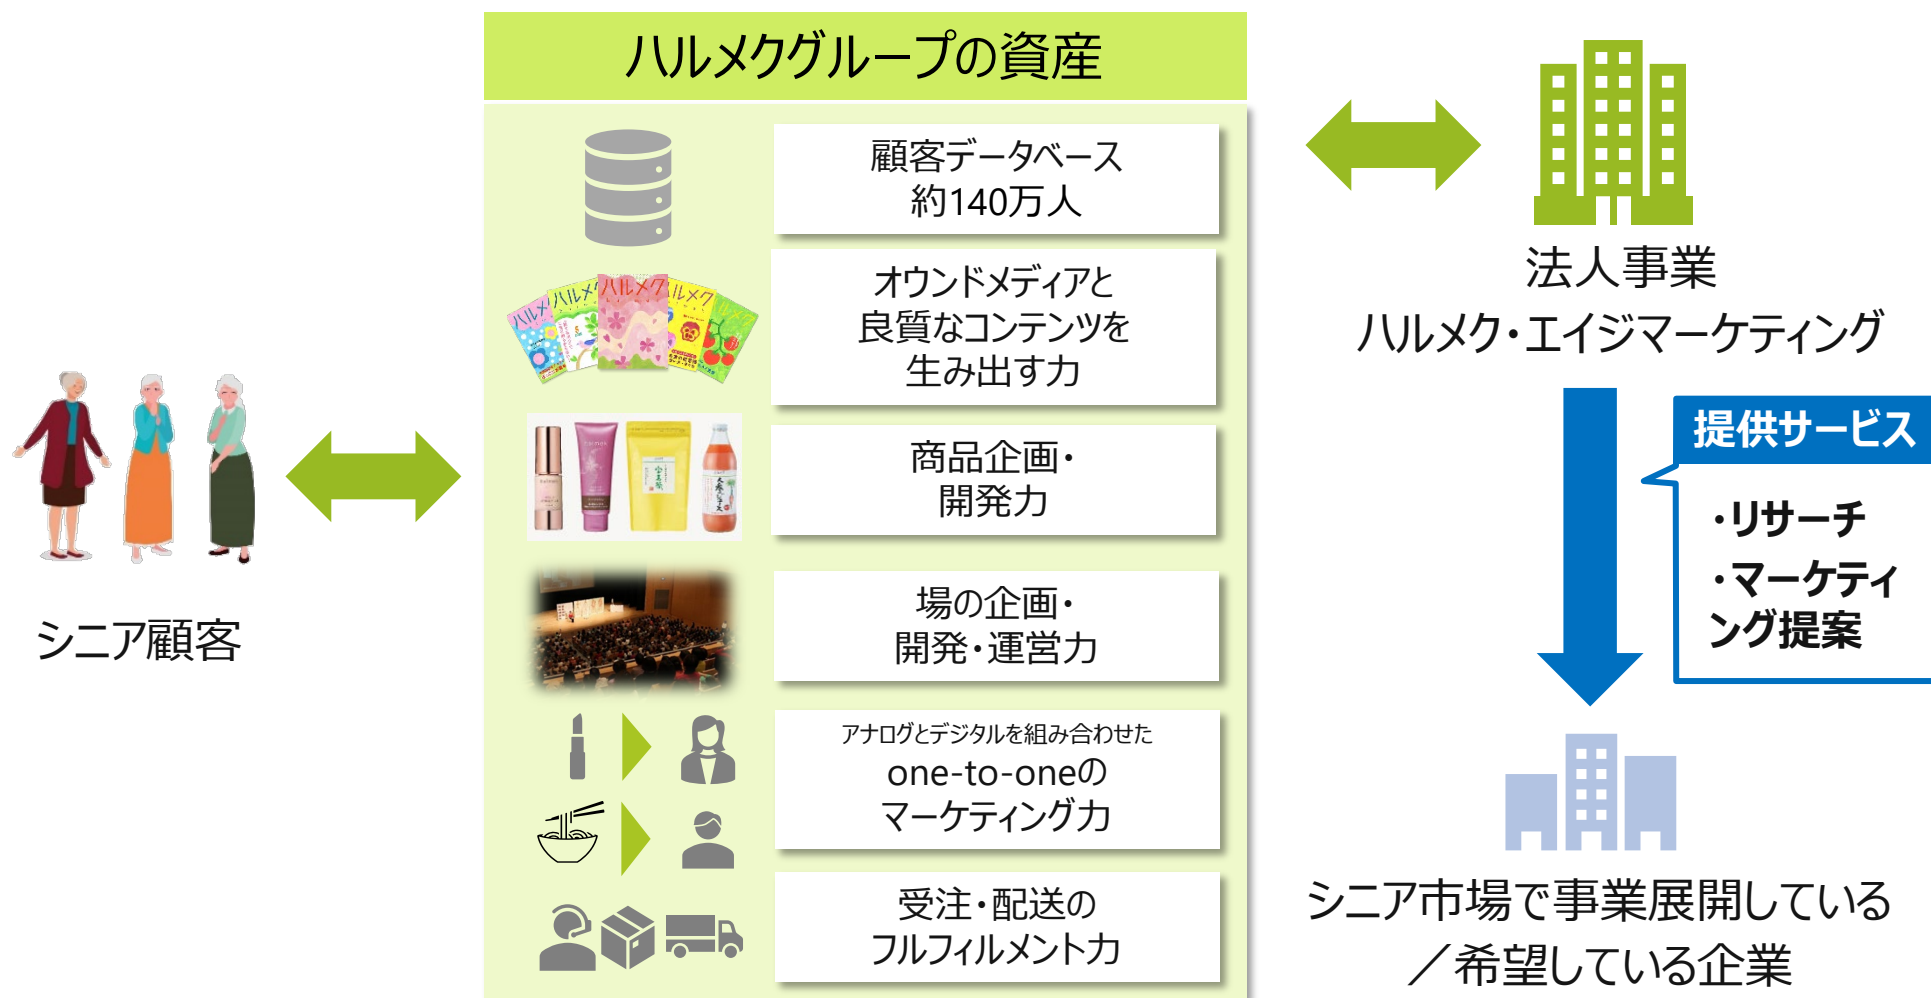 ハルメクグループの資産
顧客データベース
約140万人
オウンドメディアと
良質なコンテンツを
生み出す力
ハルメク
ハルメク
商品企画・
開発力
場の企画・
開発・運営力
アナログとデジタルを組み合わせた
one-to-oneの
マーケティング力
受注・配送の
フルフィルメント力
シニア顧客
法人事業
ハルメク・エイジマーケティング
提供サービス
・リサーチ
・マーケティ
ング提案
シニア市場で事業展開している
／希望している企業